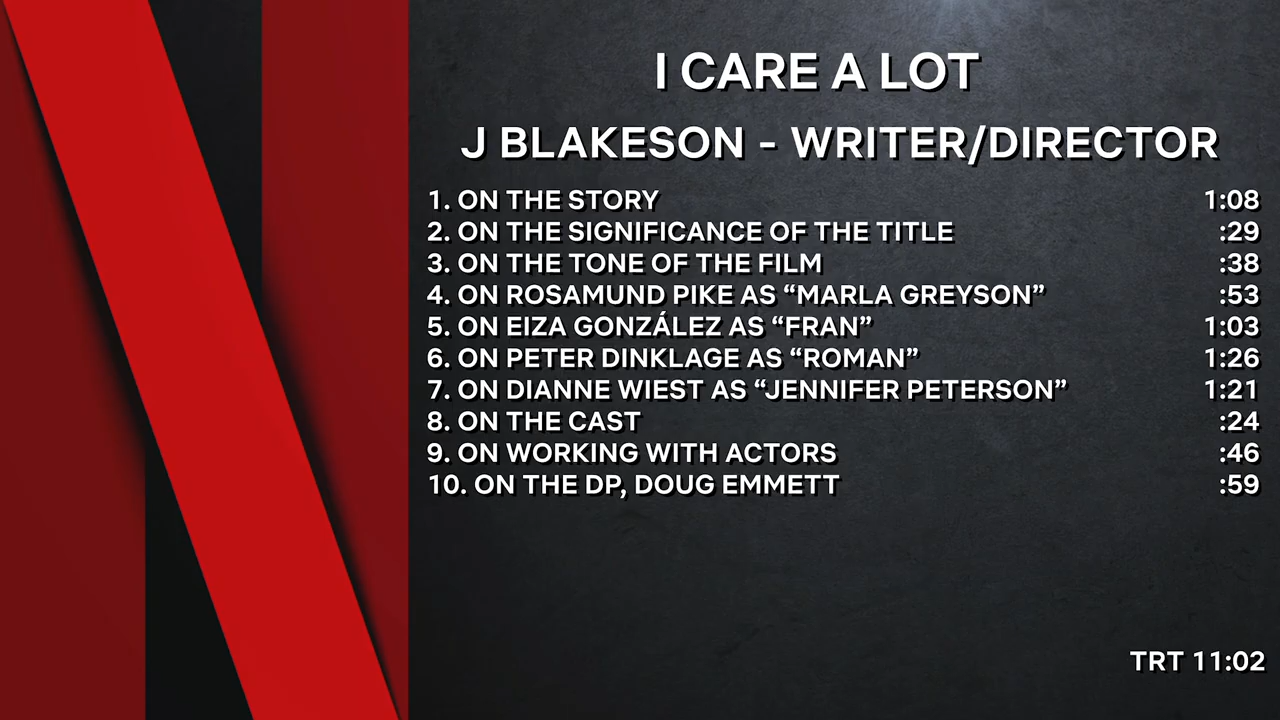 I CARE A LOT
J BLAKESON - WRITER/DIRECTOR
1. ON THE STORY 1:08
2. ON THE SIGNIFICANCE OF THE TITLE :29
3. ON THE TONE OF THE FILM :38
4. ON ROSAMUND PIKE AS “MARLA GREYSON” :53
5. ON EIZA GONZÁLEZ AS “FRAN” 1:03
6. ON PETER DINKLAGE AS “ROMAN” 1:26
7. ON DIANNE WIEST AS “JENNIFER PETERSON” 1:21
8. ON THE CAST :24
9. ON WORKING WITH ACTORS :46
10. ON THE DP, DOUG EMMETT :59
TRT 11:02